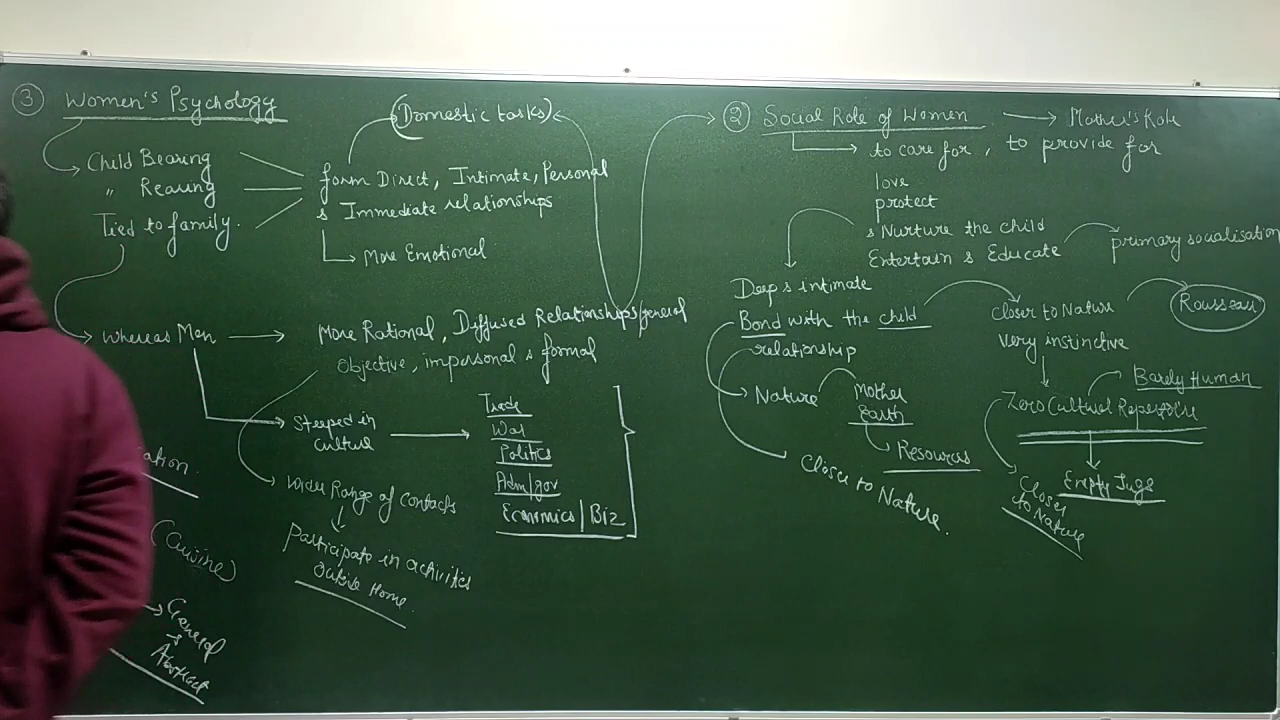 ③ Women's Psychology
Child Bearing
" Rearing
Tied to family.
(Domestic tasks)
form Direct, Intimate, Personal
& Immediate relationships
More Emotional
Whereas Men
More Rational, Diffused Relationships/general
Objective, impersonal & formal
Steeped in
culture
Trade
War
Politics
Adm/gov
Economics/Biz
Wider Range of contacts
Participate in activities
Outside Home.
ation.
(Cuisine)
General
&
Abstract
② Social Role of Women
Mother's Role
to care for, to provide for
love
protect
& Nurture the child
Entertain & Educate
primary socialisation
Deep & intimate
Bond with the child
relationship
Nature
Mother
Earth
Resources
Closer to Nature.
Closer to Nature
Rousseau
Very instinctive
Barely Human
Zero Cultural Repertoire
Empty Jugs
Closer
to Nature